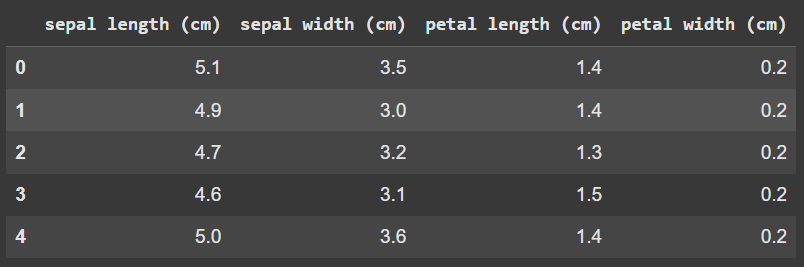 sepal length (cm) sepal width (cm) petal length (cm) petal width (cm)
0 5.1 3.5 1.4 0.2
1 4.9 3.0 1.4 0.2
2 4.7 3.2 1.3 0.2
3 4.6 3.1 1.5 0.2
4 5.0 3.6 1.4 0.2